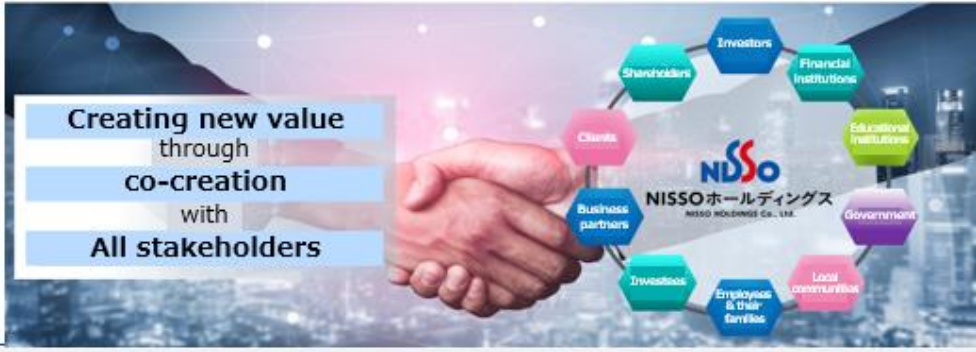 Creating new value
through
co-creation
with
All stakeholders
Investors
Financial
institutions
Educational
institutions
Government
Local
communities
Employees
& their
families
Investees
Business
partners
Clients
Shareholders
NISSO
NISSOホールディングス
NISSO HOLDINGS Co., Ltd.